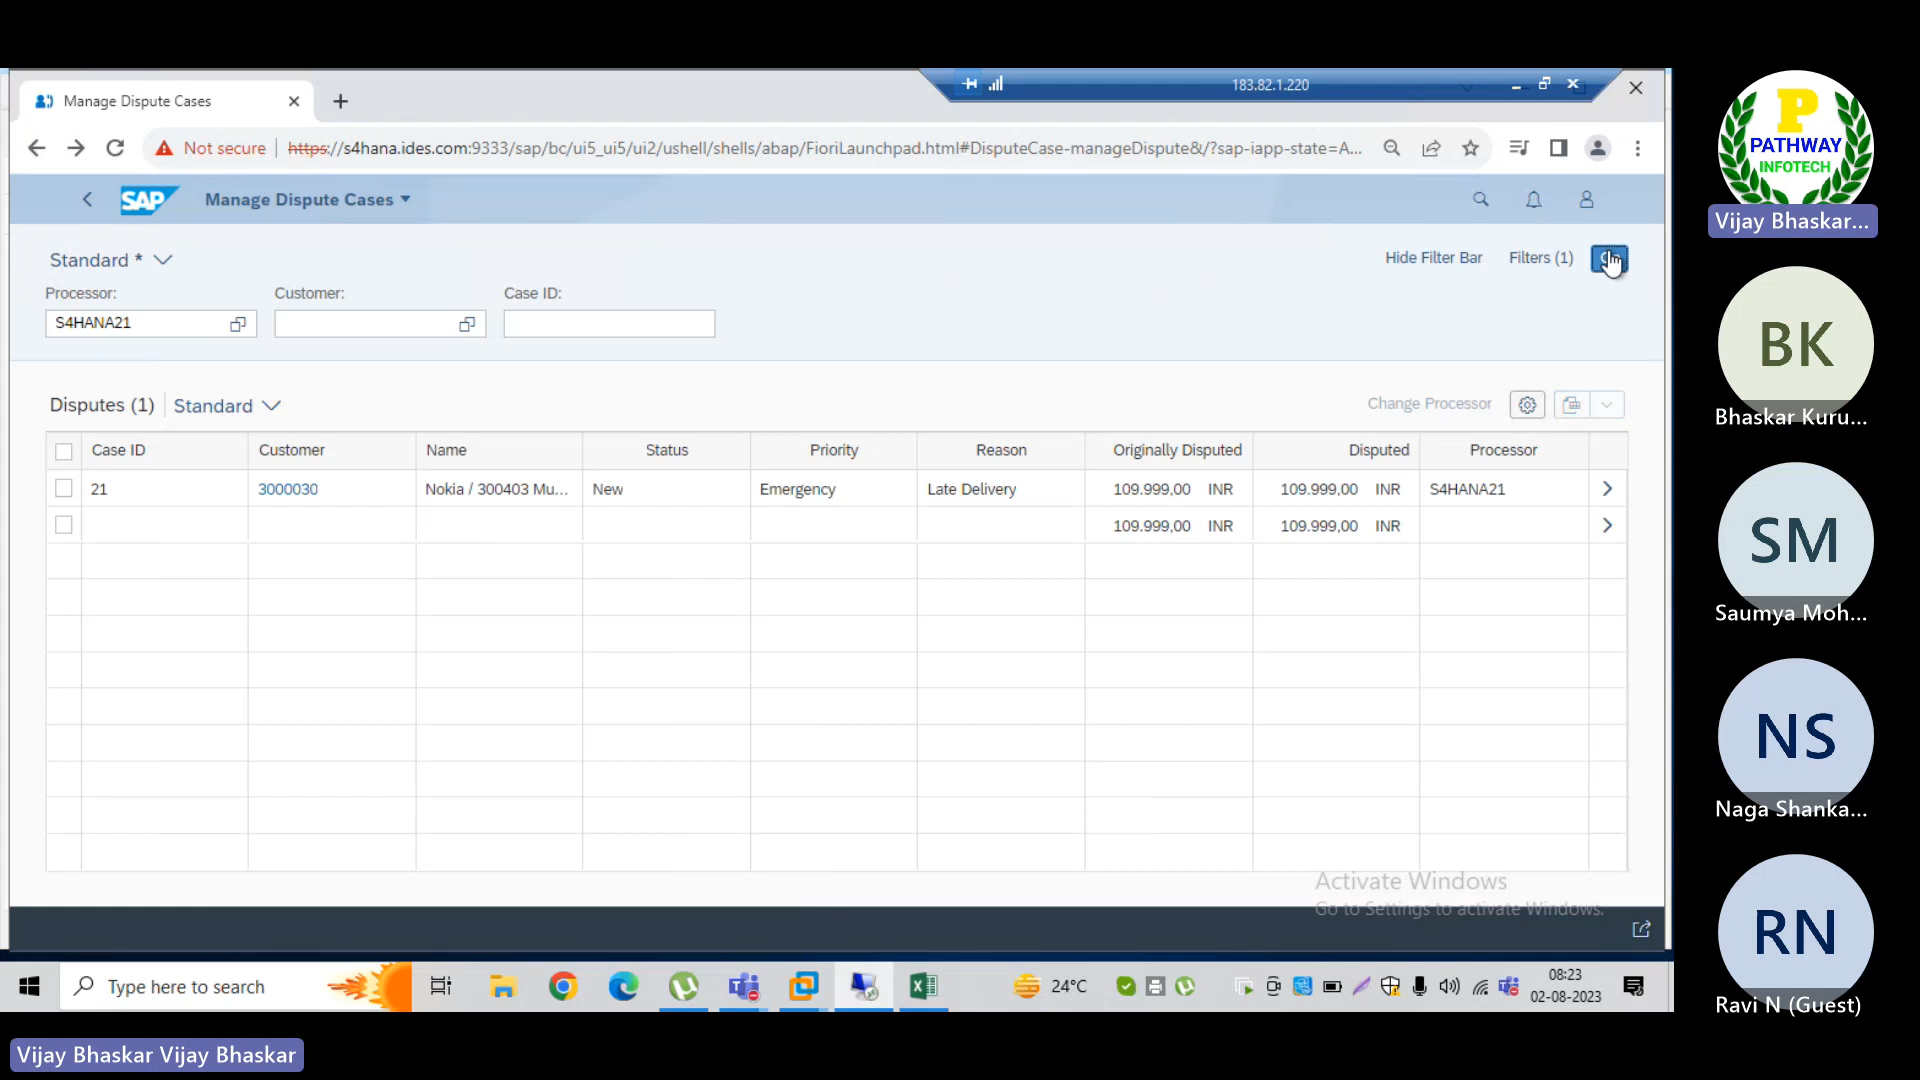 Manage Dispute Cases
183.82.1.220
Not secure
https://s4hana.ides.com:9333/sap/bc/ui5_ui5/ui2/ushell/shells/abap/FioriLaunchpad.html#DisputeCase-manageDispute&/?sap-iapp-state=A...
SAP
Manage Dispute Cases
Standard *
Hide Filter Bar
Filters (1)
Processor:
Customer:
Case ID:
S4HANA21
Disputes (1)
Standard
Change Processor
Case ID Customer Name Status Priority Reason Originally Disputed Disputed Processor
21 3000030 Nokia / 300403 Mu... New Emergency Late Delivery 109.999,00 INR 109.999,00 INR S4HANA21
109.999,00 INR 109.999,00 INR
Activate Windows
Go to Settings to activate Windows.
Type here to search
24°C
08:23
02-08-2023
P
PATHWAY
INFOTECH
Vijay Bhaskar...
BK
Bhaskar Kuru...
SM
Saumya Moh...
NS
Naga Shanka...
RN
Ravi N (Guest)
Vijay Bhaskar Vijay Bhaskar